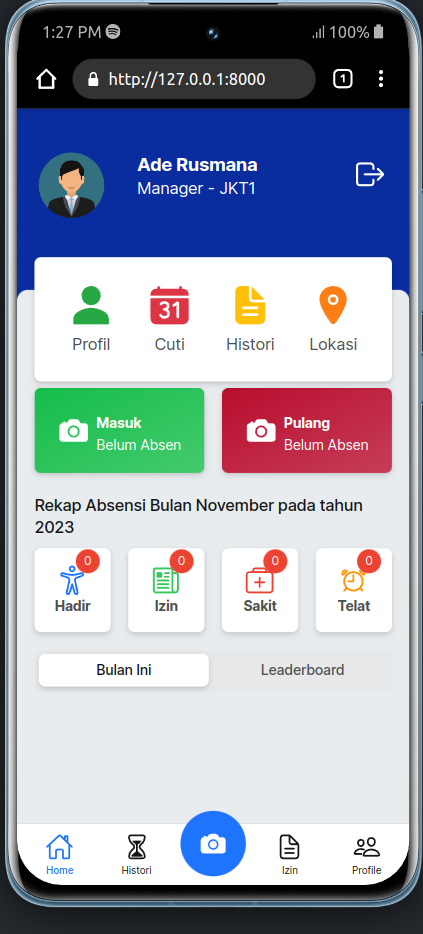 1:27 PM
100%
http://127.0.0.1:8000
1
Ade Rusmana
Manager - JKT1
31
Profil
Cuti
Histori
Lokasi
Masuk
Belum Absen
Pulang
Belum Absen
Rekap Absensi Bulan November pada tahun
2023
0
0
0
0
Hadir
Izin
Sakit
Telat
Bulan Ini
Leaderboard
Home
Histori
Izin
Profile